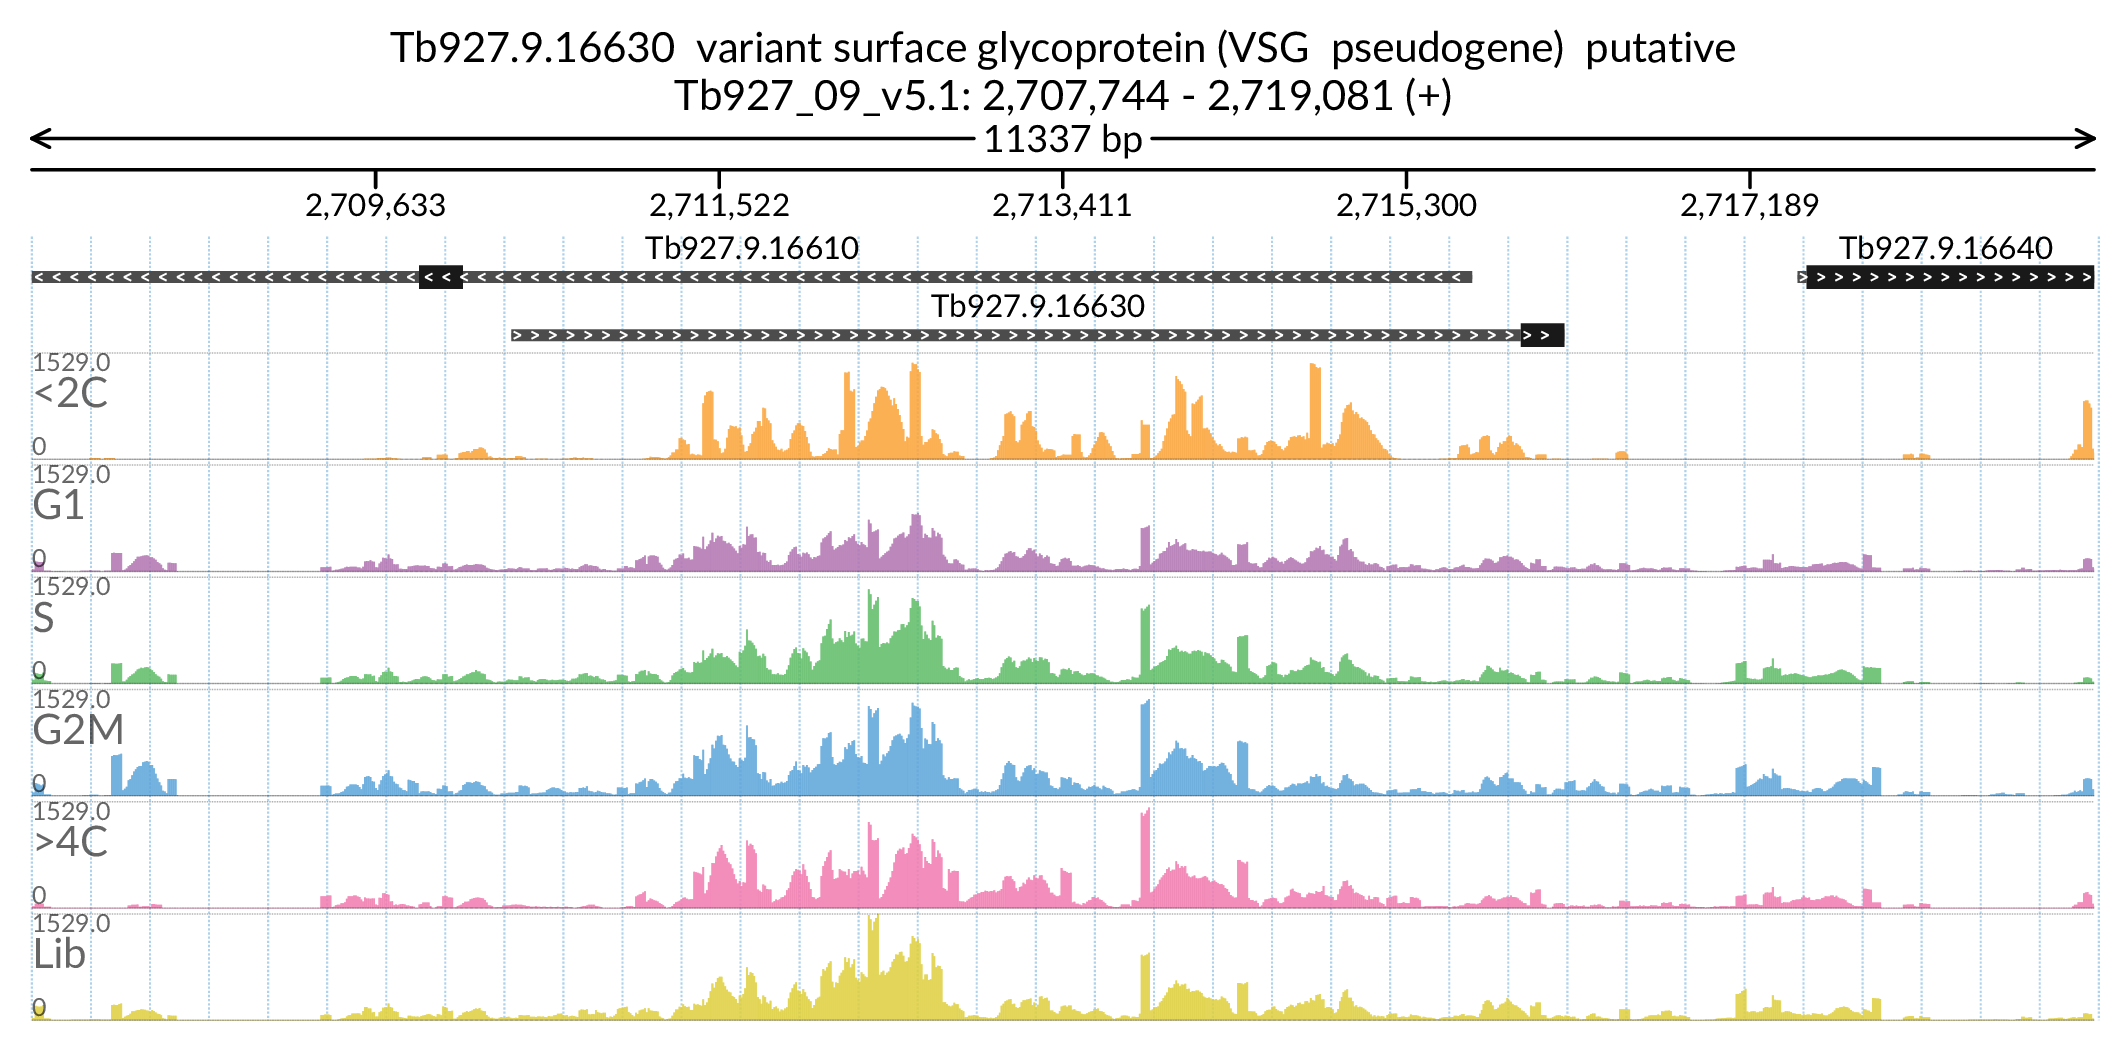 Tb927.9.16630  variant surface glycoprotein (VSG  pseudogene)  putative
Tb927_09_v5.1: 2,707,744 - 2,719,081 (+)
11337 bp
2,709,633 2,711,522 2,713,411 2,715,300 2,717,189
Tb927.9.16610 Tb927.9.16640
Tb927.9.16630
1529.0
<2C
0
1529.0
G1
0
1529.0
S
0
1529.0
G2M
0
1529.0
>4C
0
1529.0
Lib
0